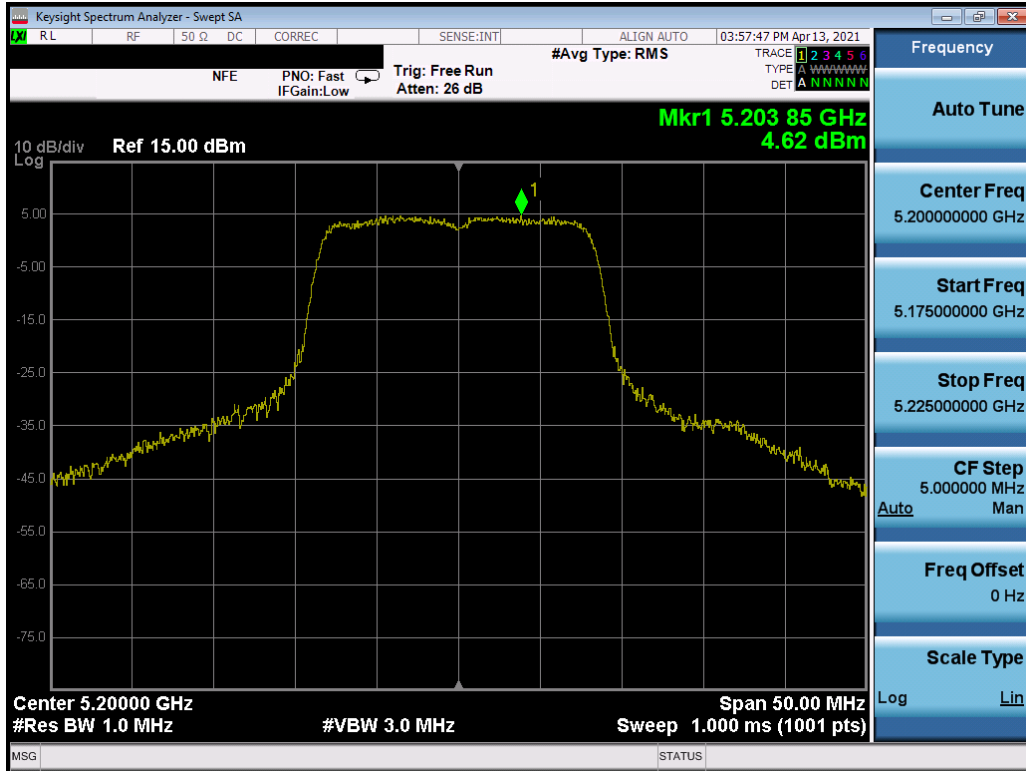 Keysight Spectrum Analyzer - Swept SA
LXI RL RF 50 Ω DC CORREC SENSE:INT ALIGN AUTO 03:57:47 PM Apr 13, 2021
NFE PNO: Fast IFGain:Low Trig: Free Run Atten: 26 dB #Avg Type: RMS
TRACE 1 2 3 4 5 6
TYPE A WWWWW
DET A N N N N N
Mkr1 5.203 85 GHz
4.62 dBm
10 dB/div Ref 15.00 dBm
Log
1
5.00
-5.00
-15.0
-25.0
-35.0
-45.0
-55.0
-65.0
-75.0
Center 5.20000 GHz Span 50.00 MHz
#Res BW 1.0 MHz #VBW 3.0 MHz Sweep 1.000 ms (1001 pts)
MSG STATUS
Frequency
Auto Tune
Center Freq
5.200000000 GHz
Start Freq
5.175000000 GHz
Stop Freq
5.225000000 GHz
CF Step
5.000000 MHz
Auto Man
Freq Offset
0 Hz
Scale Type
Log Lin